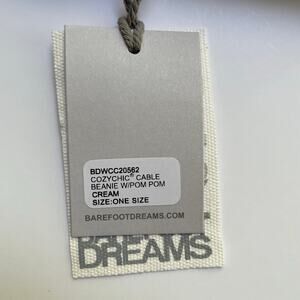 BDWCC20562
COZYCHIC® CABLE
BEANIE W/POM POM
CREAM
SIZE:ONE SIZE
BAREFOOTDREAMS.COM
DREAMS